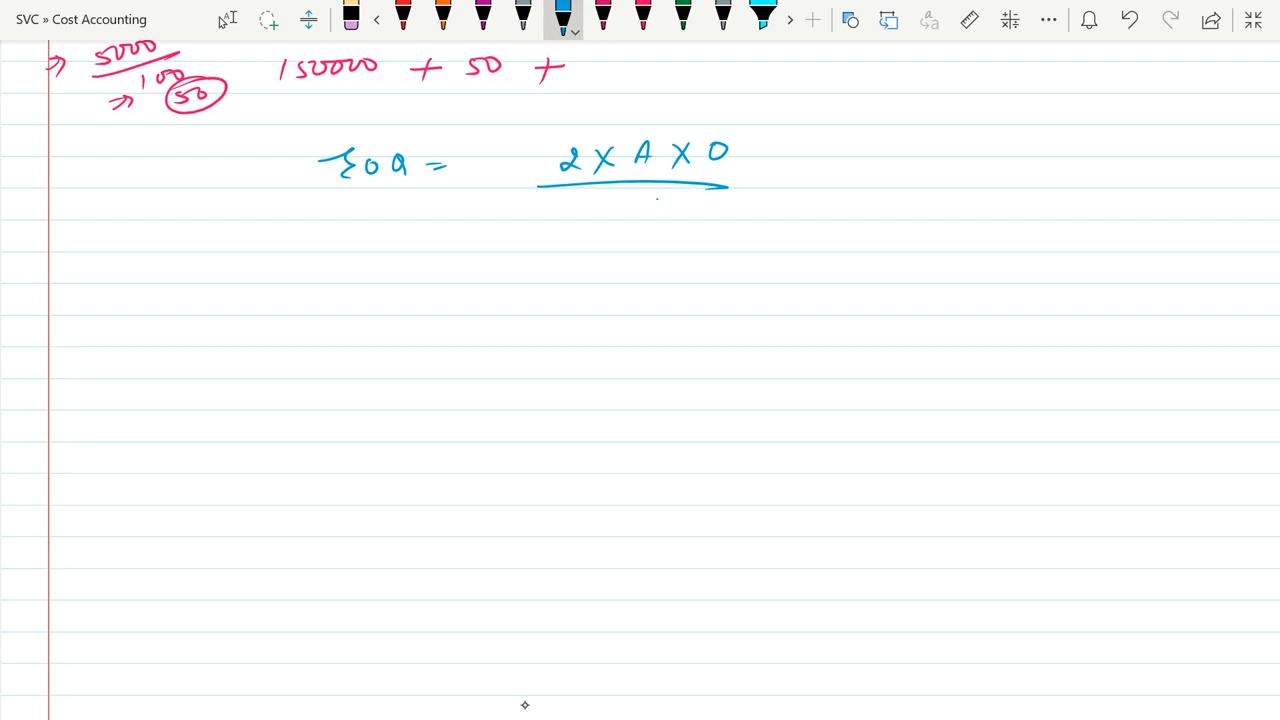 SVC » Cost Accounting
⇒ 5000/100 150000 + 50 +
⇒ 50
EOQ = 2 X A X O